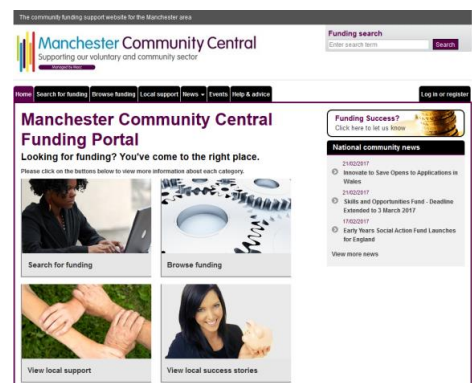 The community funding support website for the Manchester area
Manchester Community Central
Supporting our voluntary and community sector
Managed by Macc
Funding search
Enter search term
Search
Home Search for funding Browse funding Local support News Events Help & advice
Log in or register
Manchester Community Central
Funding Portal
Looking for funding? You've come to the right place.
Please click on the buttons below to view more information about each category.
Search for funding
Browse funding
View local support
View local success stories
Funding Success?
Click here to let us know
National community news
21/02/2017
Innovate to Save Opens to Applications in
Wales
21/02/2017
Skills and Opportunities Fund - Deadline
Extended to 3 March 2017
17/02/2017
Early Years Social Action Fund Launches
for England
View more news